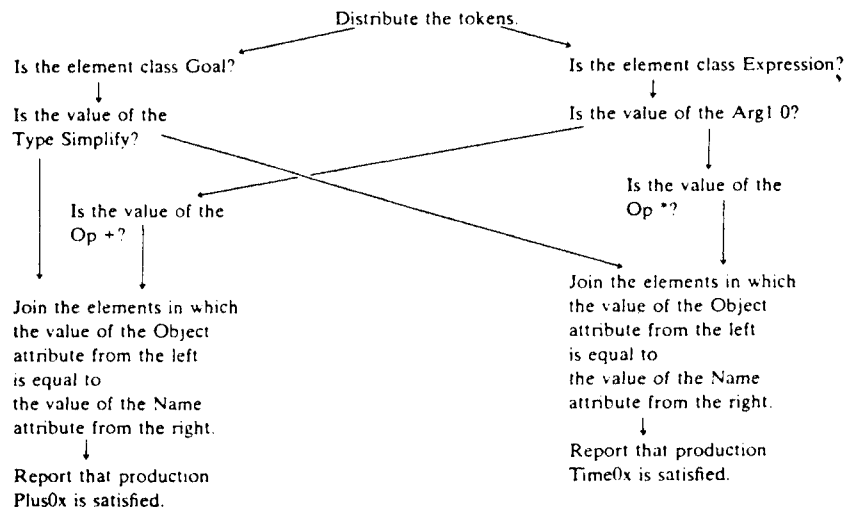 Distribute the tokens.
Is the element class Goal?
Is the element class Expression?
Is the value of the
Type Simplify?
Is the value of the Arg1 0?
Is the value of the
Op +?
Is the value of the
Op *?
Join the elements in which
the value of the Object
attribute from the left
is equal to
the value of the Name
attribute from the right.
Join the elements in which
the value of the Object
attribute from the left
is equal to
the value of the Name
attribute from the right.
Report that production
Plus0x is satisfied.
Report that production
Time0x is satisfied.